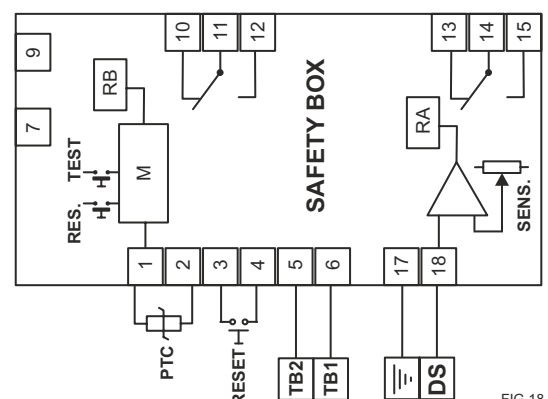 10 11 12 13 14 15
9
7
RB
RA
TEST
RES.
M
SAFETY BOX
SENS.
1 2 3 4 5 6 17 18
PTC
RESET
TB2
TB1
DS
FIG.18